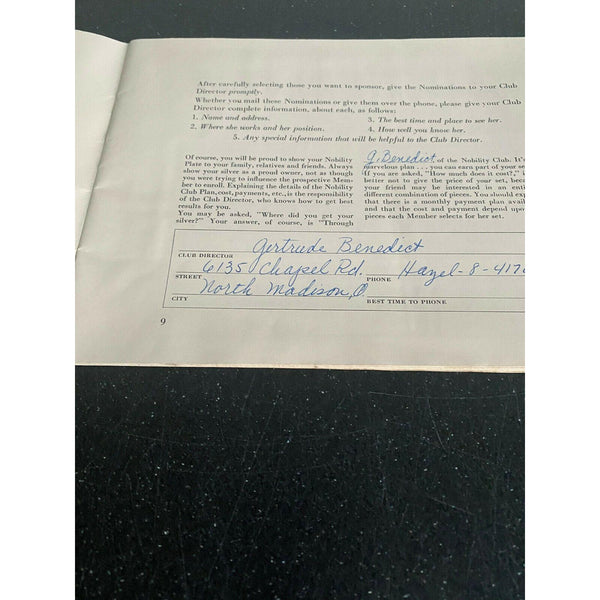 After carefully selecting those you want to sponsor, give the Nominations to your Club
Director promptly.
Whether you mail these Nominations or give them over the phone, please give your Club
Director complete information, about each, as follows:
1. Name and address.
3. The best time and place to see her.
2. Where she works and her position.
4. How well you know her.
5. Any special information that will be helpful to the Club Director.
Of course, you will be proud to show your Nobility
Plate to your family, relatives and friends. Always
show your silver as a proud owner, not as though
you were trying to influence the prospective Mem-
ber to enroll. Explaining the details of the Nobility
Club Plan, cost, payments, etc., is the responsibility
of the Club Director, who knows how to get best
results for you.
You may be asked, "Where did you get your
silver?" Your answer, of course, is "Through
G. Benedict of the Nobility Club. It's
marvelous plan . . . you can earn part of your se
If you are asked, "How much does it cost?," i
better not to give the price of your set, because
your friend may be interested in an enti
different combination of pieces. You should exp
that there is a monthly payment plan avail
and that the cost and payment depend upo
pieces each Member selects for her set.
Gertrude Benedict
CLUB DIRECTOR
6135 Chapel Rd. Hazel-8-417
STREET PHONE
North Madison, O
CITY BEST TIME TO PHONE
9